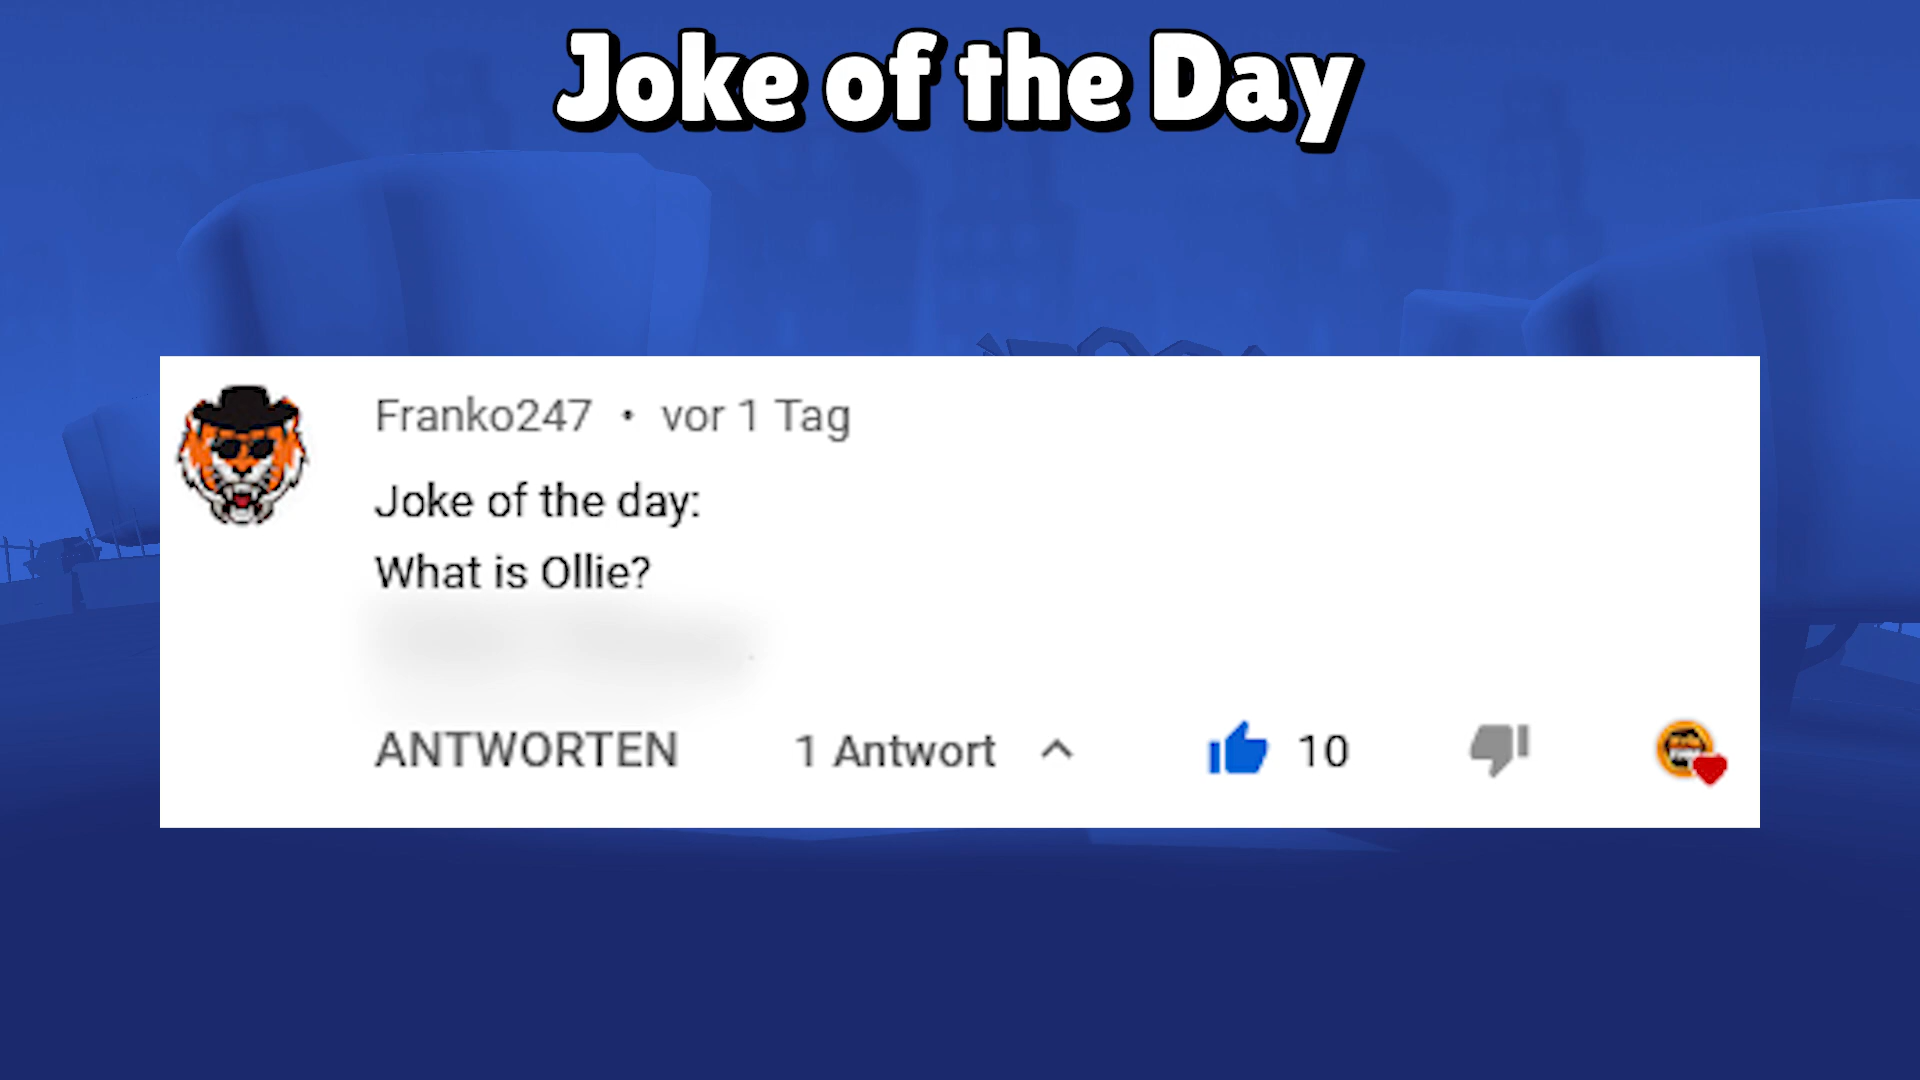 Joke of the Day
Franko247 • vor 1 Tag
Joke of the day:
What is Ollie?
ANTWORTEN 1 Antwort 10